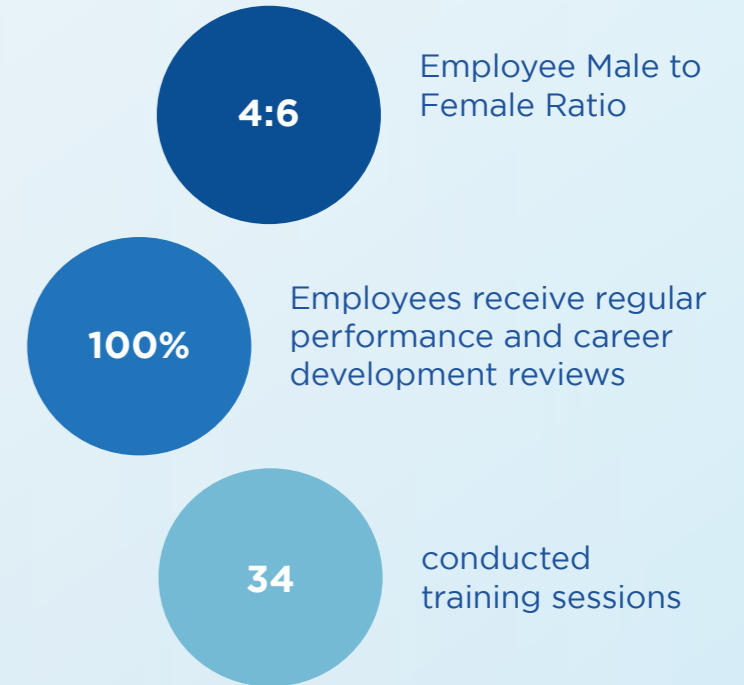 4:6
Employee Male to
Female Ratio
100%
Employees receive regular
performance and career
development reviews
34
conducted
training sessions